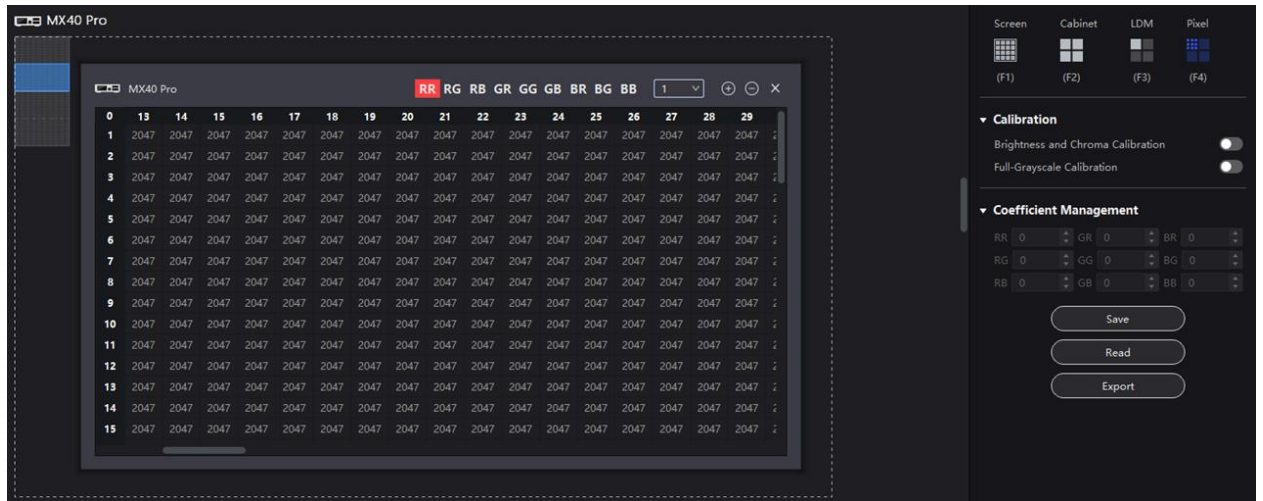 MX40 Pro
MX40 Pro RR RG RB GR GG GB BR BG BB 1
0 13 14 15 16 17 18 19 20 21 22 23 24 25 26 27 28 29
1 2047 2047 2047 2047 2047 2047 2047 2047 2047 2047 2047 2047 2047 2047 2047 2047 2047 2
2 2047 2047 2047 2047 2047 2047 2047 2047 2047 2047 2047 2047 2047 2047 2047 2047 2047 2
3 2047 2047 2047 2047 2047 2047 2047 2047 2047 2047 2047 2047 2047 2047 2047 2047 2047 2
4 2047 2047 2047 2047 2047 2047 2047 2047 2047 2047 2047 2047 2047 2047 2047 2047 2047 2
5 2047 2047 2047 2047 2047 2047 2047 2047 2047 2047 2047 2047 2047 2047 2047 2047 2047 2
6 2047 2047 2047 2047 2047 2047 2047 2047 2047 2047 2047 2047 2047 2047 2047 2047 2047 2
7 2047 2047 2047 2047 2047 2047 2047 2047 2047 2047 2047 2047 2047 2047 2047 2047 2047 2
8 2047 2047 2047 2047 2047 2047 2047 2047 2047 2047 2047 2047 2047 2047 2047 2047 2047 2
9 2047 2047 2047 2047 2047 2047 2047 2047 2047 2047 2047 2047 2047 2047 2047 2047 2047 2
10 2047 2047 2047 2047 2047 2047 2047 2047 2047 2047 2047 2047 2047 2047 2047 2047 2047 2
11 2047 2047 2047 2047 2047 2047 2047 2047 2047 2047 2047 2047 2047 2047 2047 2047 2047 2
12 2047 2047 2047 2047 2047 2047 2047 2047 2047 2047 2047 2047 2047 2047 2047 2047 2047 2
13 2047 2047 2047 2047 2047 2047 2047 2047 2047 2047 2047 2047 2047 2047 2047 2047 2047 2
14 2047 2047 2047 2047 2047 2047 2047 2047 2047 2047 2047 2047 2047 2047 2047 2047 2047 2
15 2047 2047 2047 2047 2047 2047 2047 2047 2047 2047 2047 2047 2047 2047 2047 2047 2047 2
Screen Cabinet LDM Pixel
(F1) (F2) (F3) (F4)
Calibration
Brightness and Chroma Calibration
Full-Grayscale Calibration
Coefficient Management
RR 0 GR 0 BR 0
RG 0 GG 0 BG 0
RB 0 GB 0 BB 0
Save
Read
Export